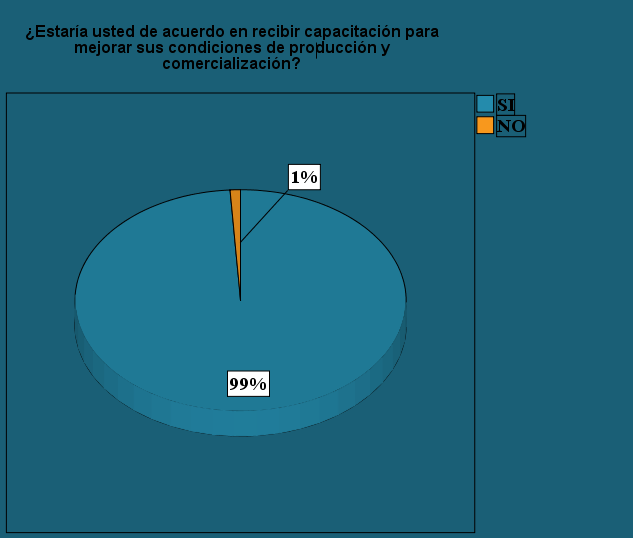 ¿Estaría usted de acuerdo en recibir capacitación para
mejorar sus condiciones de producción y
comercialización?
SI
NO
1%
99%